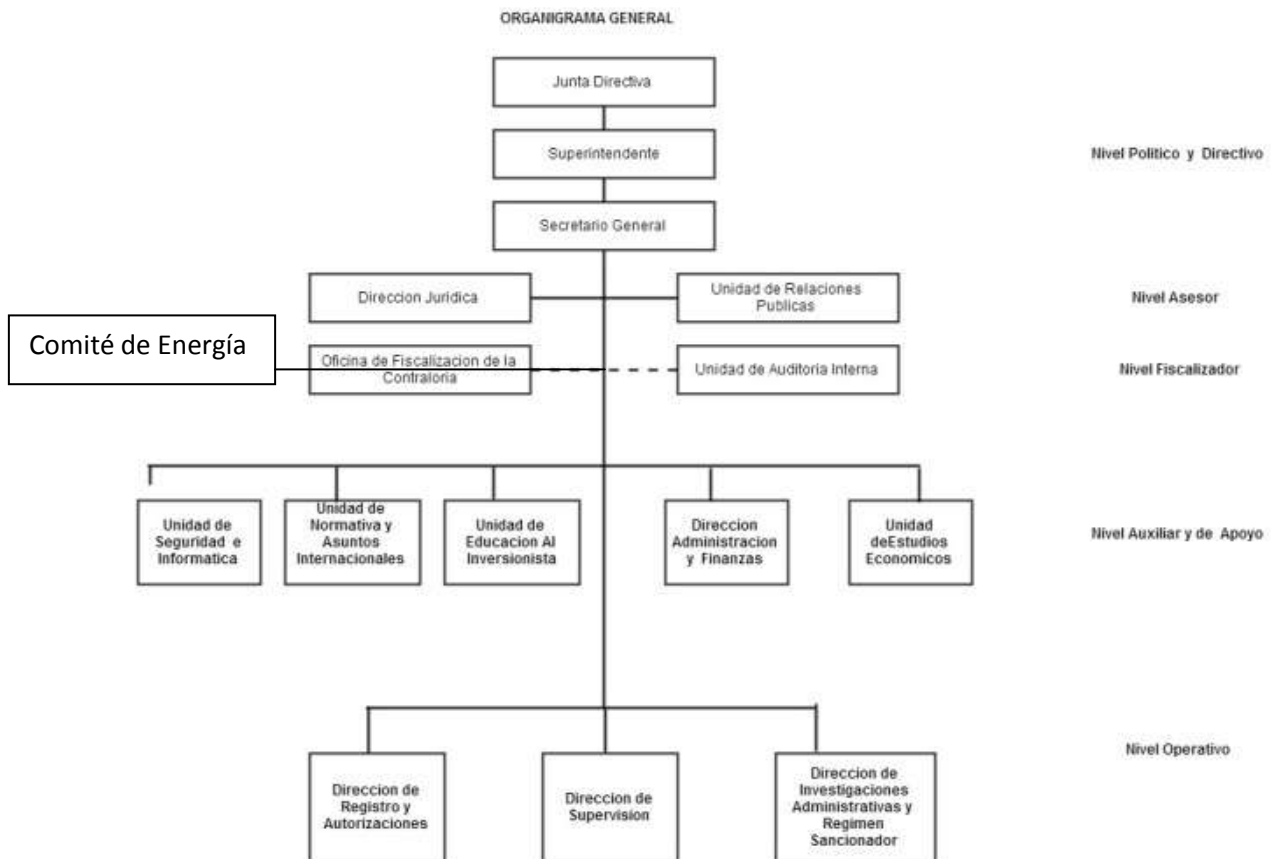 ORGANIGRAMA GENERAL
Junta Directiva
Superintendente
Nivel Politico y Directivo
Secretario General
Direccion Juridica
Unidad de Relaciones
Publicas
Nivel Asesor
Comité de Energía
Oficina de Fiscalizacion de la
Contraloria
Unidad de Auditoria Interna
Nivel Fiscalizador
Unidad de
Seguridad e
Informatica
Unidad de
Normativa y
Asuntos
Internacionales
Unidad de
Educacion Al
Inversionista
Direccion
Administracion
y Finanzas
Unidad
deEstudios
Economicos
Nivel Auxiliar y de Apoyo
Nivel Operativo
Direccion de
Registro y
Autorizaciones
Direccion de
Supervision
Direccion de
Investigaciones
Administrativas y
Regimen
Sancionador